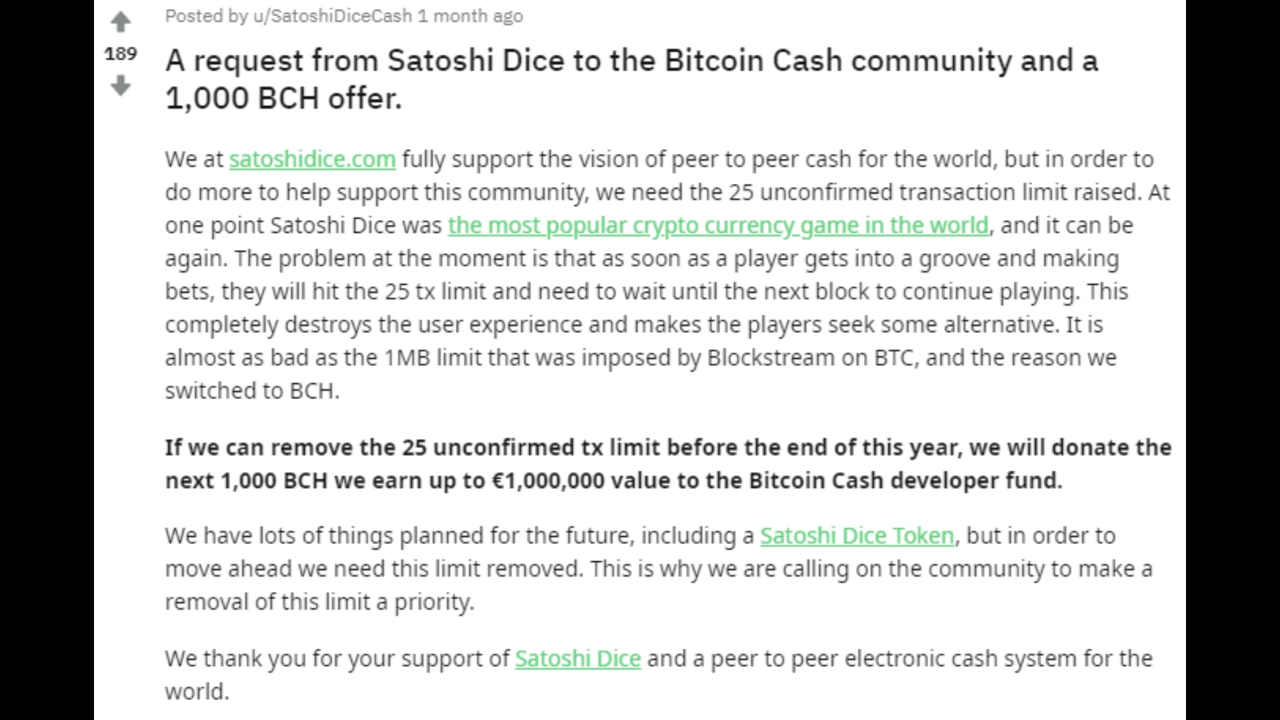 Posted by u/SatoshiDiceCash 1 month ago
189
A request from Satoshi Dice to the Bitcoin Cash community and a
1,000 BCH offer.
We at satoshidice.com fully support the vision of peer to peer cash for the world, but in order to
do more to help support this community, we need the 25 unconfirmed transaction limit raised. At
one point Satoshi Dice was the most popular crypto currency game in the world, and it can be
again. The problem at the moment is that as soon as a player gets into a groove and making
bets, they will hit the 25 tx limit and need to wait until the next block to continue playing. This
completely destroys the user experience and makes the players seek some alternative. It is
almost as bad as the 1MB limit that was imposed by Blockstream on BTC, and the reason we
switched to BCH.
If we can remove the 25 unconfirmed tx limit before the end of this year, we will donate the
next 1,000 BCH we earn up to €1,000,000 value to the Bitcoin Cash developer fund.
We have lots of things planned for the future, including a Satoshi Dice Token, but in order to
move ahead we need this limit removed. This is why we are calling on the community to make a
removal of this limit a priority.
We thank you for your support of Satoshi Dice and a peer to peer electronic cash system for the
world.